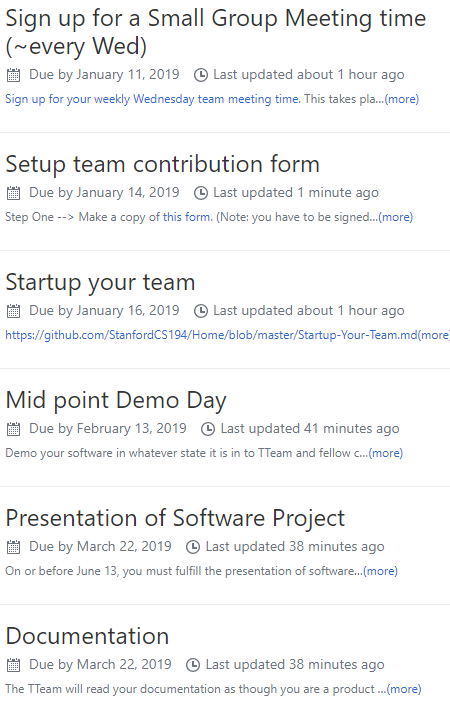 Sign up for a Small Group Meeting time
(~every Wed)
Due by January 11, 2019 Last updated about 1 hour ago
Sign up for your weekly Wednesday team meeting time. This takes pla...(more)
Setup team contribution form
Due by January 14, 2019 Last updated 1 minute ago
Step One --> Make a copy of this form. (Note: you have to be signed...(more)
Startup your team
Due by January 16, 2019 Last updated about 1 hour ago
https://github.com/StanfordCS194/Home/blob/master/Startup-Your-Team.md(more
Mid point Demo Day
Due by February 13, 2019 Last updated 41 minutes ago
Demo your software in whatever state it is in to TTeam and fellow c...(more)
Presentation of Software Project
Due by March 22, 2019 Last updated 38 minutes ago
On or before June 13, you must fulfill the presentation of software...(more)
Documentation
Due by March 22, 2019 Last updated 38 minutes ago
The TTeam will read your documentation as though you are a product ...(more)